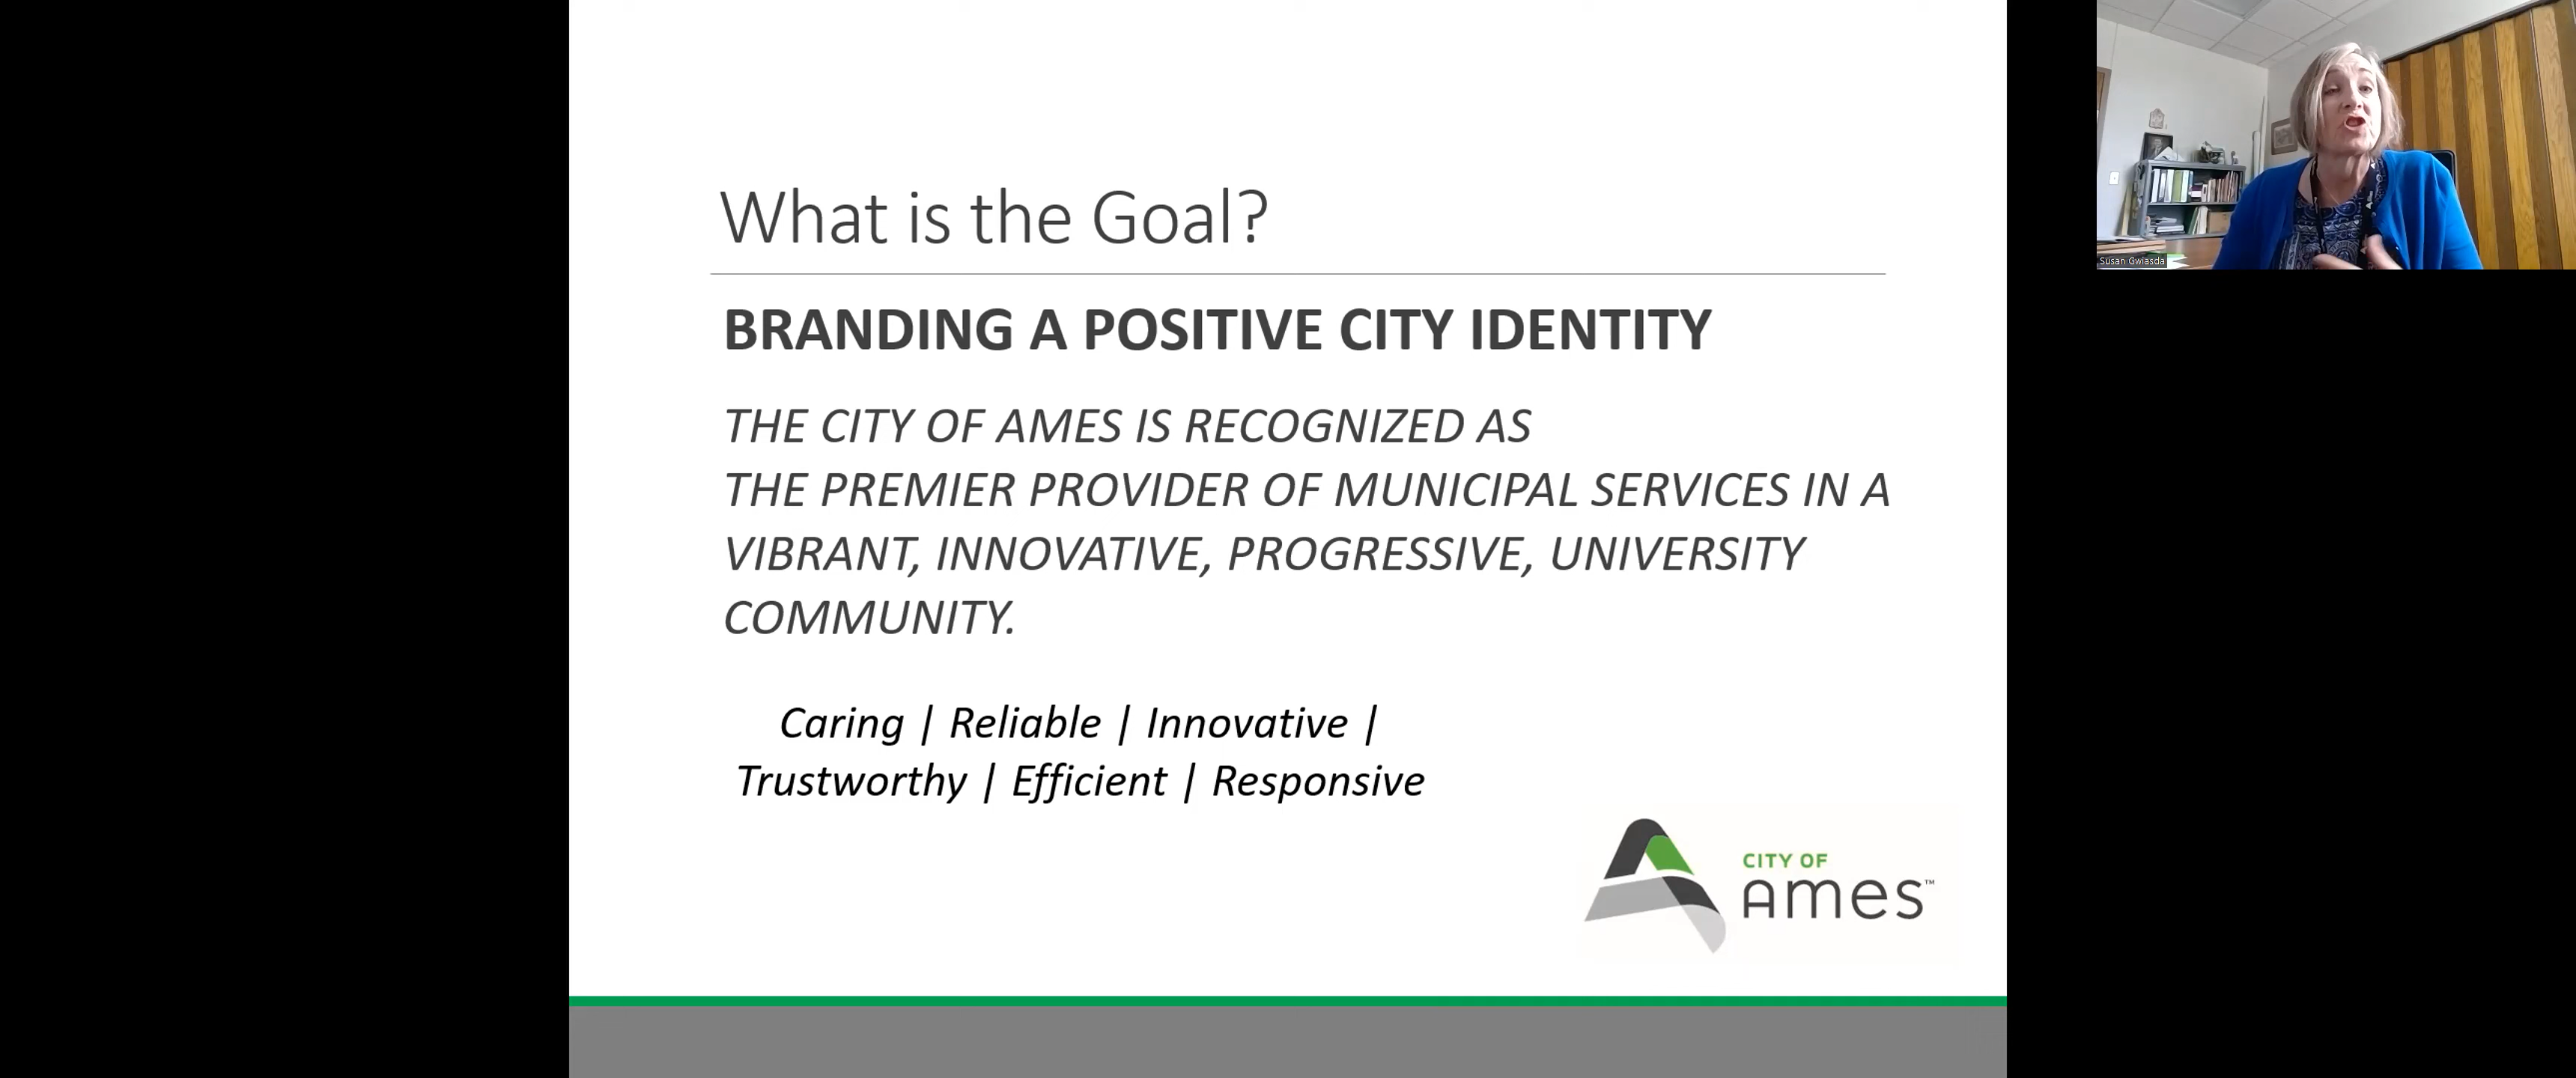 What is the Goal?
BRANDING A POSITIVE CITY IDENTITY
THE CITY OF AMES IS RECOGNIZED AS
THE PREMIER PROVIDER OF MUNICIPAL SERVICES IN A
VIBRANT, INNOVATIVE, PROGRESSIVE, UNIVERSITY
COMMUNITY.
Caring | Reliable | Innovative |
Trustworthy | Efficient | Responsive
CITY OF
Ames™
Susan Gwiasda